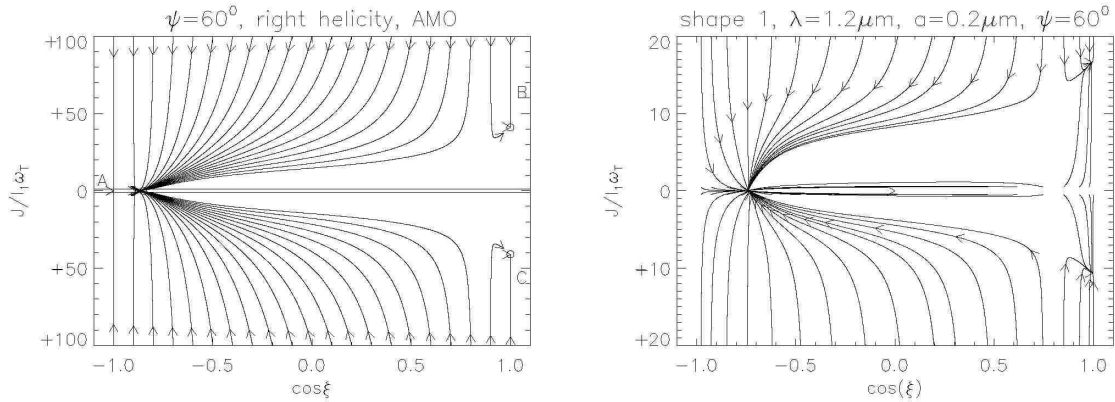 ψ=60⁰, right helicity, AMO
+100
+50
0
+50
+100
J/I₁ω_T
A
B
C
−1.0
−0.5
0.0
0.5
1.0
cosξ
shape 1, λ=1.2μm, a=0.2μm, ψ=60⁰
20
10
0
+10
+20
J/I₁ω_T
−1.0
−0.5
0.0
0.5
1.0
cos(ξ)